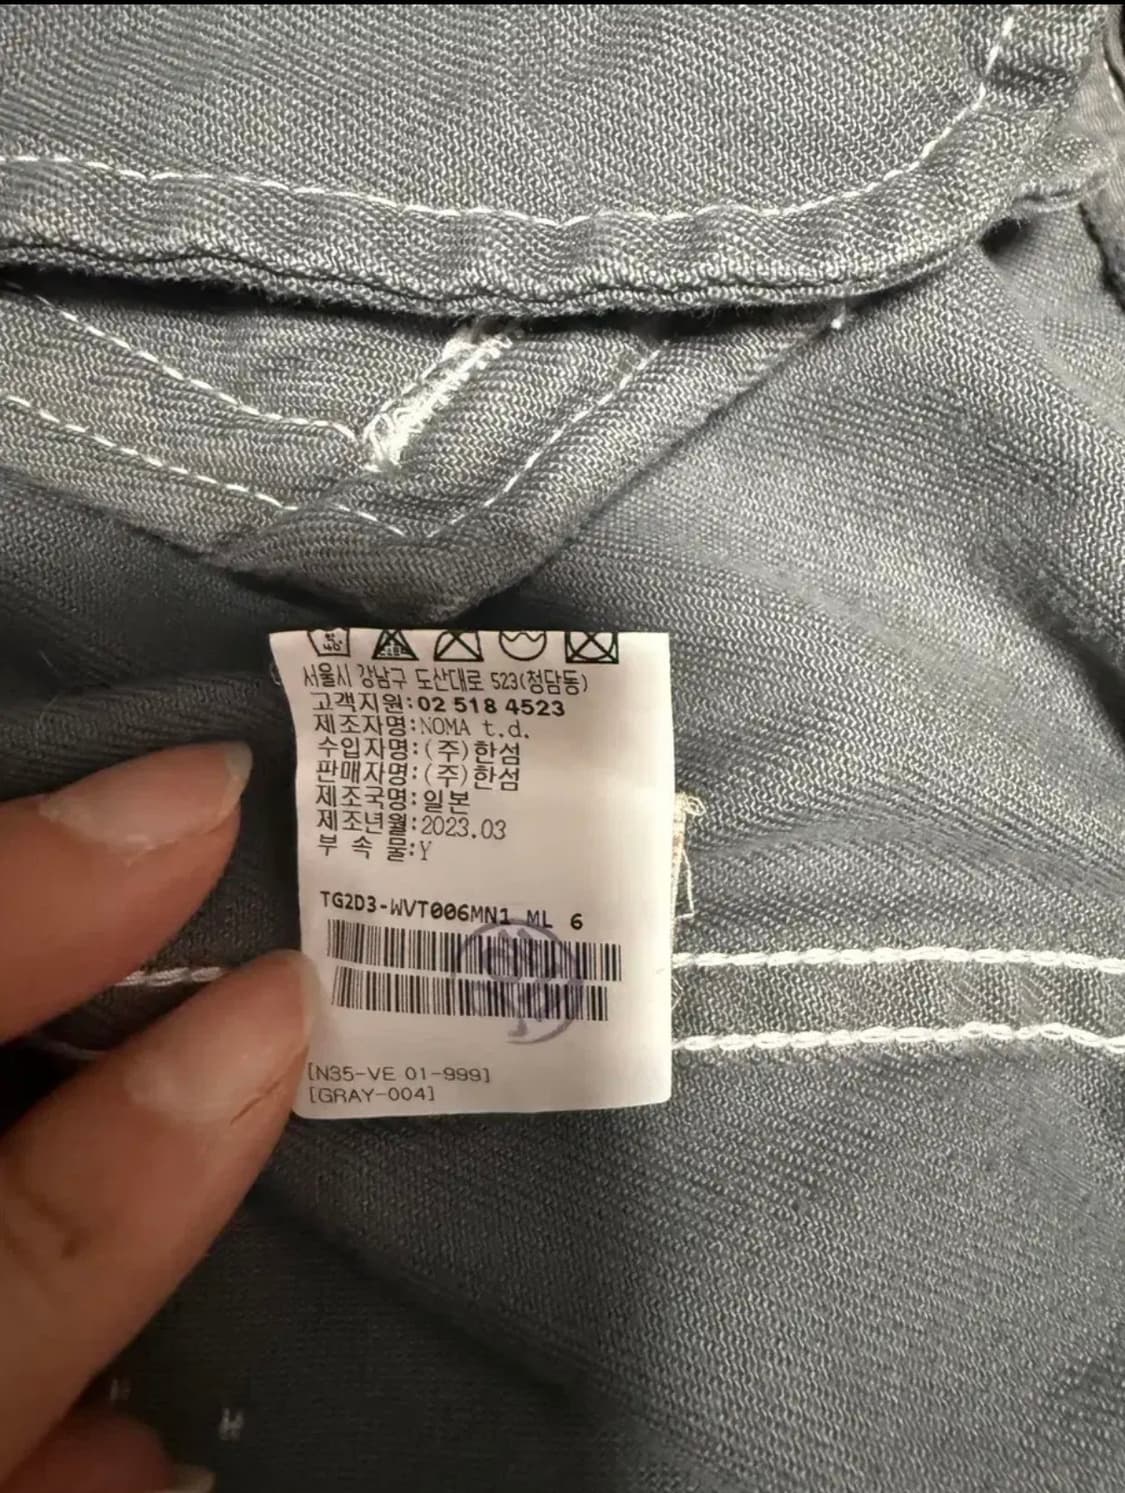 서울시 강남구 도산대로 523(청담동)
고객지원:02 518 4523
제조자명:NOMA t.d.
수입자명:(주)한섬
판매자명:(주)한섬
제조국명:일본
제조년월:2023.03
부 속 물:Y
TG2D3-WVT006MN1 ML 6
[N35-VE 01-999]
[GRAY-004]